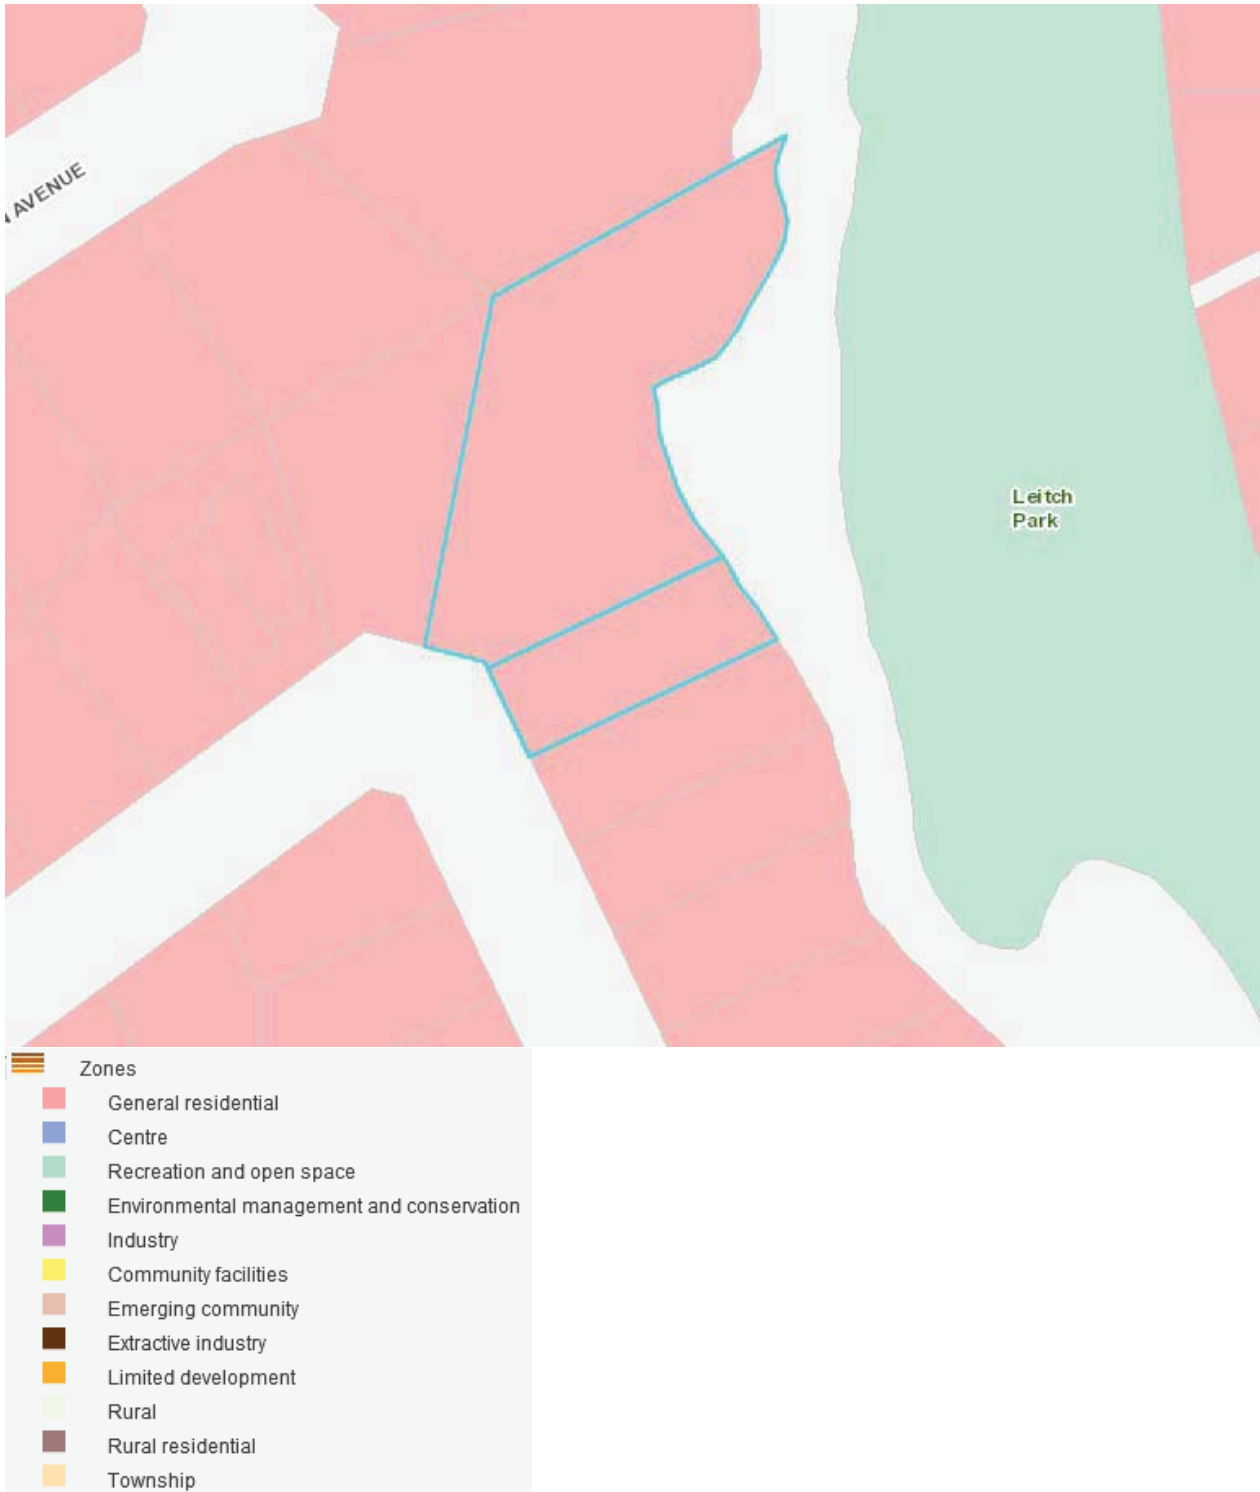 AVENUE
Leitch
Park
Zones
General residential
Centre
Recreation and open space
Environmental management and conservation
Industry
Community facilities
Emerging community
Extractive industry
Limited development
Rural
Rural residential
Township